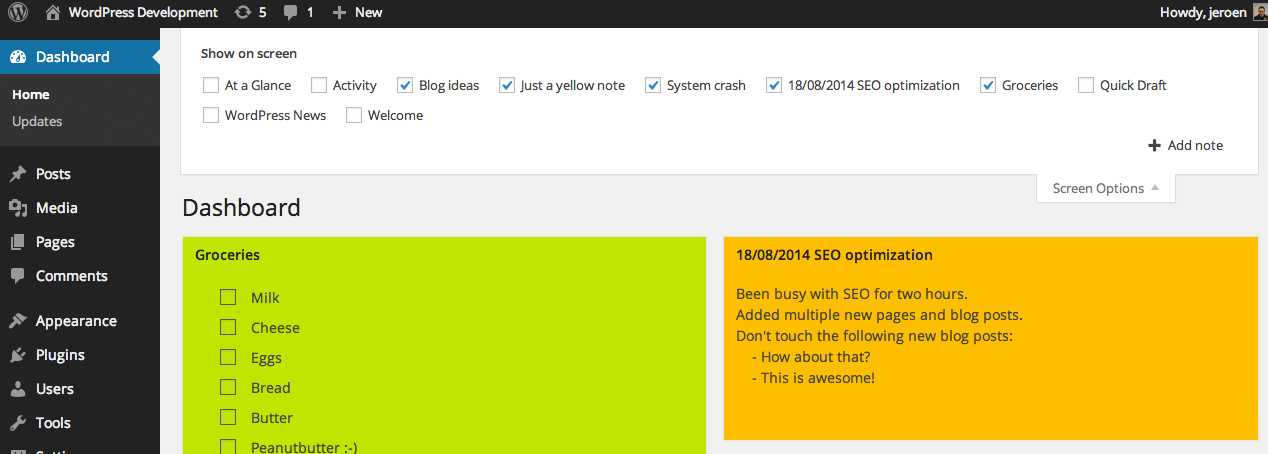 WordPress Development 5 1 New Howdy, jeroen
Dashboard
Home
Updates
Posts
Media
Pages
Comments
Appearance
Plugins
Users
Tools
Show on screen
At a Glance Activity Blog ideas Just a yellow note System crash 18/08/2014 SEO optimization Groceries Quick Draft
WordPress News Welcome
Add note
Screen Options
Dashboard
Groceries
Milk
Cheese
Eggs
Bread
Butter
Peanutbutter :-)
18/08/2014 SEO optimization
Been busy with SEO for two hours.
Added multiple new pages and blog posts.
Don't touch the following new blog posts:
- How about that?
- This is awesome!